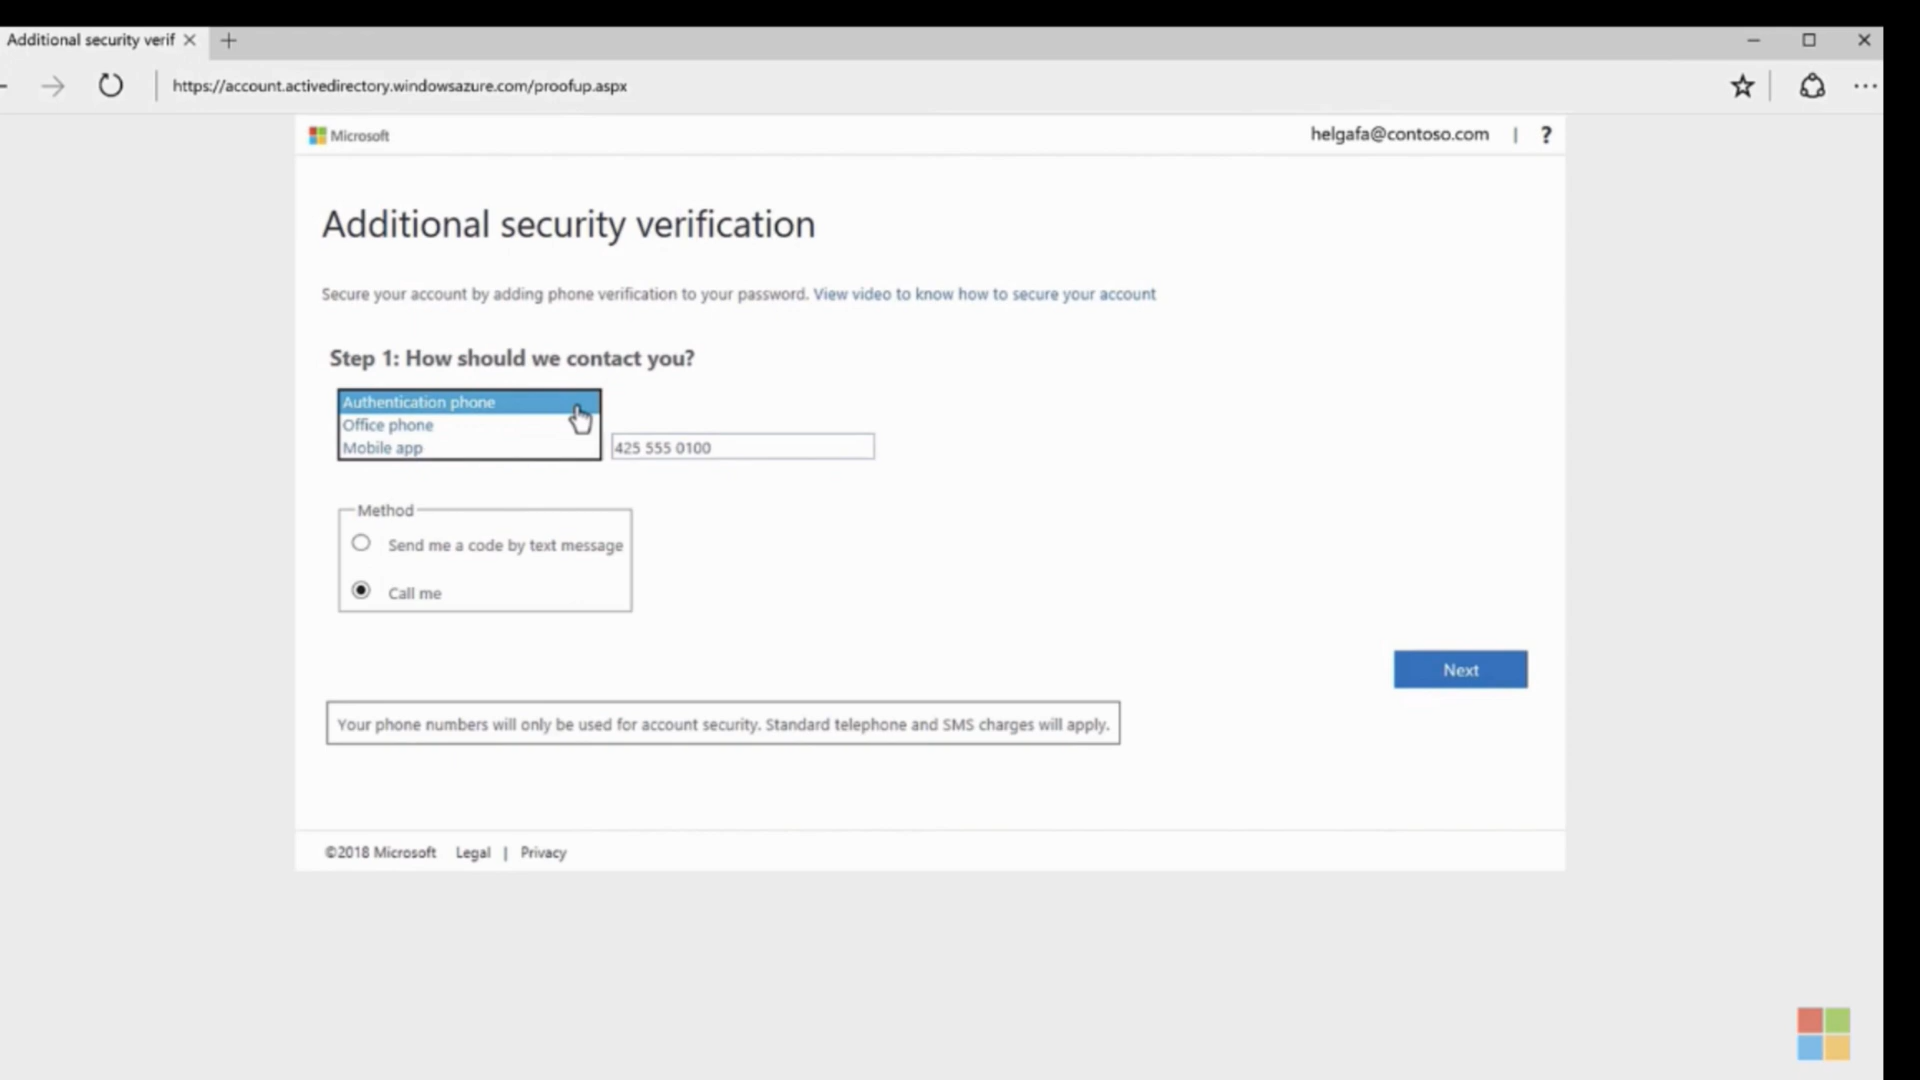 Additional security verif
https://account.activedirectory.windowsazure.com/proofup.aspx
Microsoft
helgafa@contoso.com | ?
Additional security verification
Secure your account by adding phone verification to your password. View video to know how to secure your account
Step 1: How should we contact you?
Authentication phone
Office phone
Mobile app
425 555 0100
Method
Send me a code by text message
Call me
Next
Your phone numbers will only be used for account security. Standard telephone and SMS charges will apply.
©2018 Microsoft Legal | Privacy